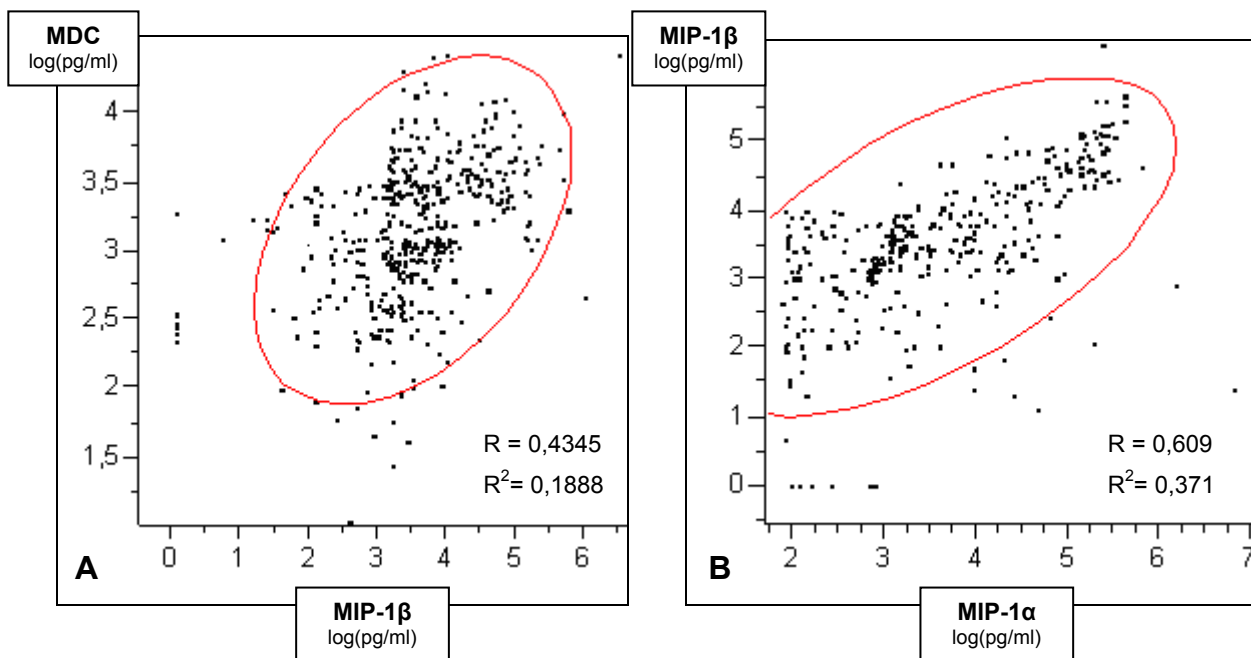 MDC
log(pg/ml)
4
3,5
3
2,5
2
1,5
R = 0,4345
R²= 0,1888
0 1 2 3 4 5 6
A
MIP-1β
log(pg/ml)
MIP-1β
log(pg/ml)
5
4
3
2
1
0
R = 0,609
R²= 0,371
2 3 4 5 6 7
B
MIP-1α
log(pg/ml)